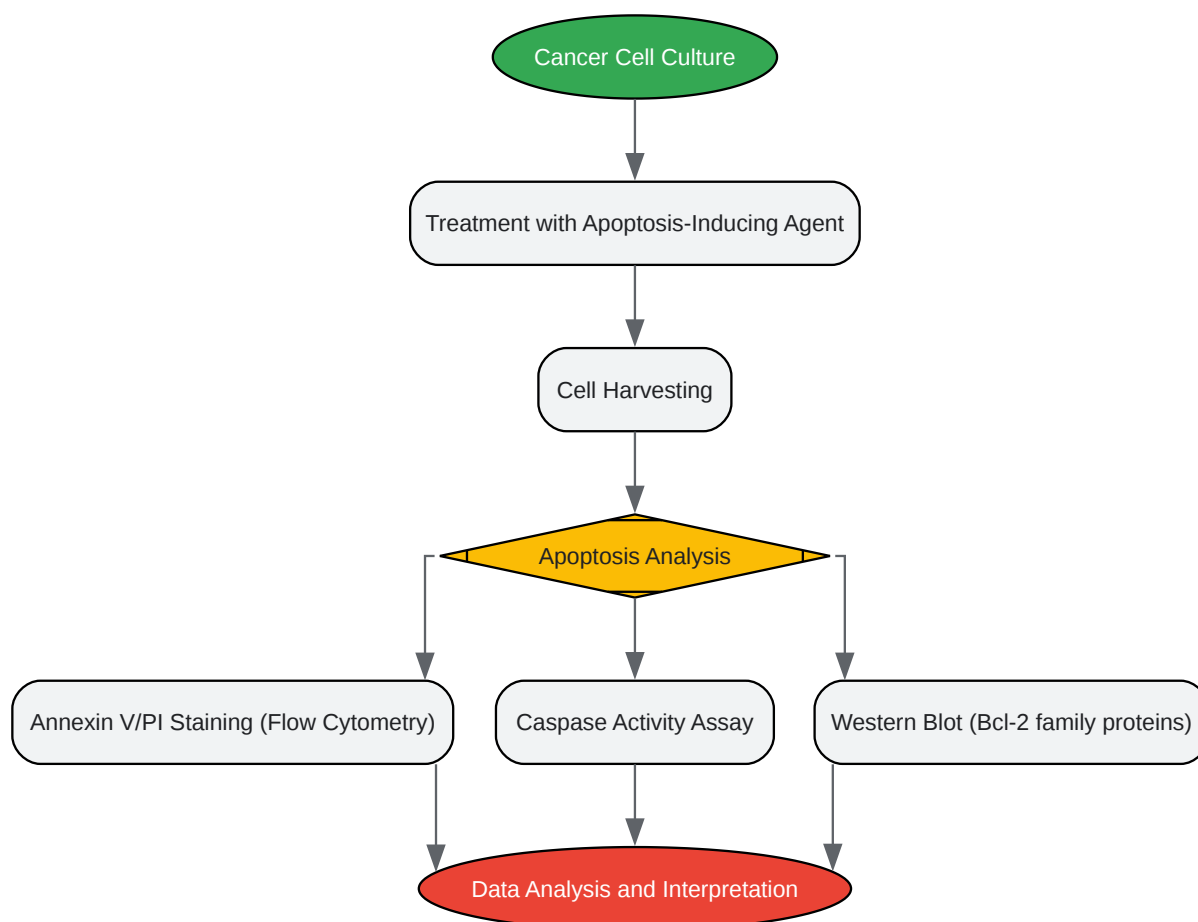 Cancer Cell Culture
Treatment with Apoptosis-Inducing Agent
Cell Harvesting
Apoptosis Analysis
Annexin V/PI Staining (Flow Cytometry)
Caspase Activity Assay
Western Blot (Bcl-2 family proteins)
Data Analysis and Interpretation